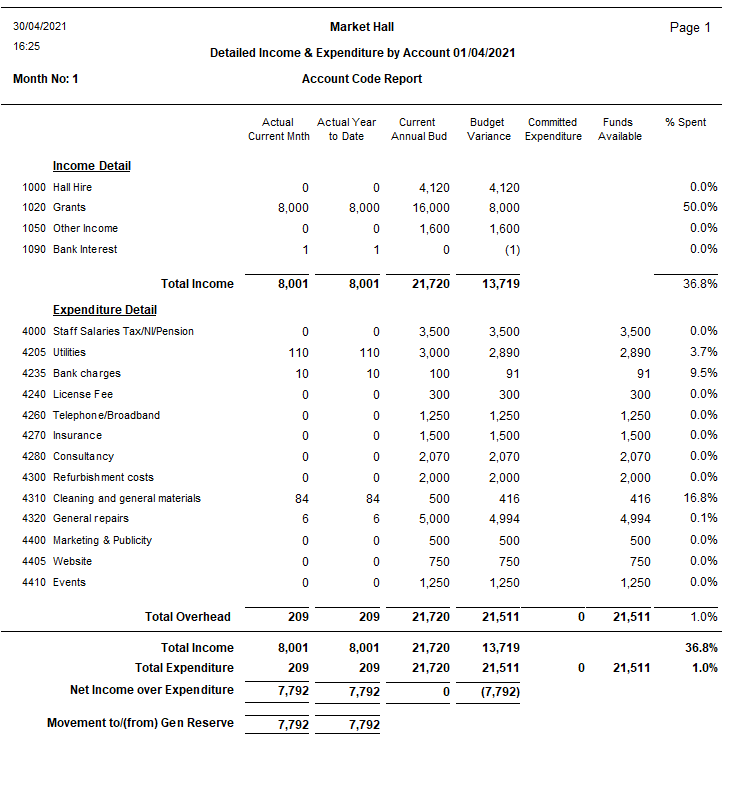 30/04/2021 Market Hall Page 1
16:25 Detailed Income & Expenditure by Account 01/04/2021
Month No: 1 Account Code Report
Actual Actual Year Current Budget Committed Funds % Spent
Current Mnth to Date Annual Bud Variance Expenditure Available
Income Detail
1000 Hall Hire 0 0 4,120 4,120 0.0%
1020 Grants 8,000 8,000 16,000 8,000 50.0%
1050 Other Income 0 0 1,600 1,600 0.0%
1090 Bank Interest 1 1 0 (1) 0.0%
Total Income 8,001 8,001 21,720 13,719 36.8%
Expenditure Detail
4000 Staff Salaries Tax/NI/Pension 0 0 3,500 3,500 3,500 0.0%
4205 Utilities 110 110 3,000 2,890 2,890 3.7%
4235 Bank charges 10 10 100 91 91 9.5%
4240 License Fee 0 0 300 300 300 0.0%
4260 Telephone/Broadband 0 0 1,250 1,250 1,250 0.0%
4270 Insurance 0 0 1,500 1,500 1,500 0.0%
4280 Consultancy 0 0 2,070 2,070 2,070 0.0%
4300 Refurbishment costs 0 0 2,000 2,000 2,000 0.0%
4310 Cleaning and general materials 84 84 500 416 416 16.8%
4320 General repairs 6 6 5,000 4,994 4,994 0.1%
4400 Marketing & Publicity 0 0 500 500 500 0.0%
4405 Website 0 0 750 750 750 0.0%
4410 Events 0 0 1,250 1,250 1,250 0.0%
Total Overhead 209 209 21,720 21,511 0 21,511 1.0%
Total Income 8,001 8,001 21,720 13,719 36.8%
Total Expenditure 209 209 21,720 21,511 0 21,511 1.0%
Net Income over Expenditure 7,792 7,792 0 (7,792)
Movement to/(from) Gen Reserve 7,792 7,792